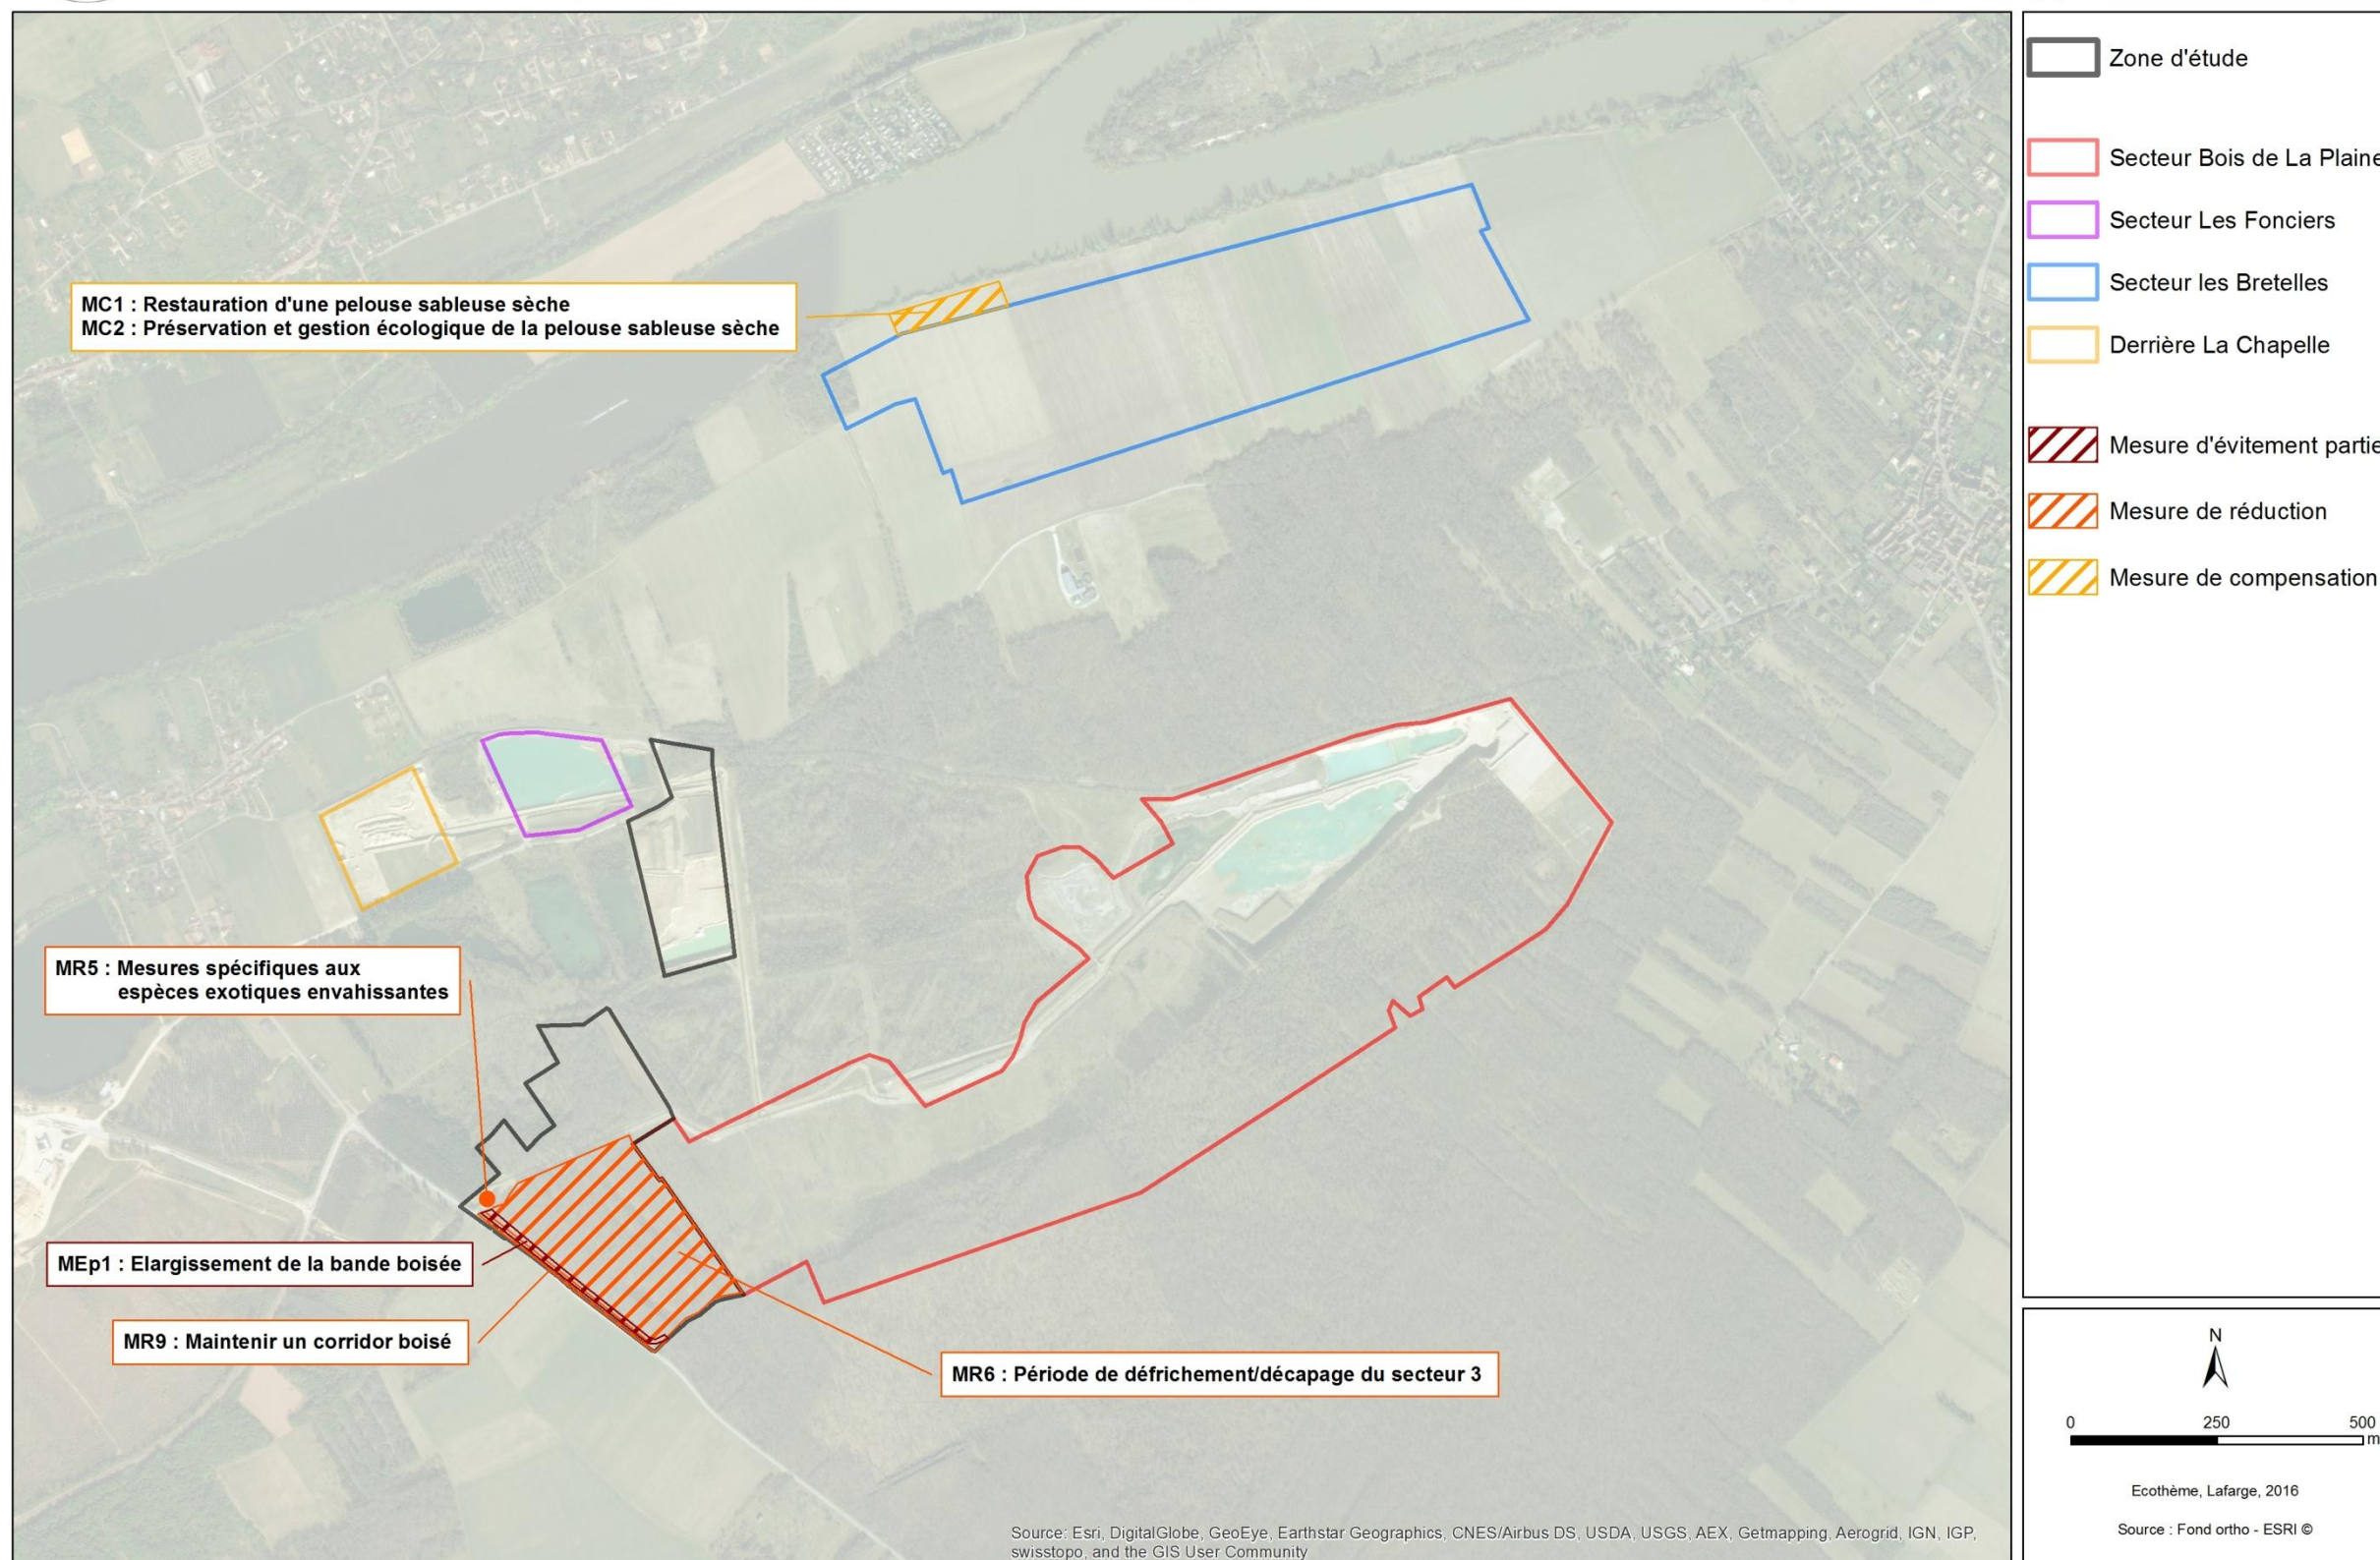 MC1 : Restauration d'une pelouse sableuse sèche
MC2 : Préservation et gestion écologique de la pelouse sableuse sèche
MR5 : Mesures spécifiques aux
espèces exotiques envahissantes
MEp1 : Elargissement de la bande boisée
MR9 : Maintenir un corridor boisé
MR6 : Période de défrichement/décapage du secteur 3
Source: Esri, DigitalGlobe, GeoEye, Earthstar Geographics, CNES/Airbus DS, USDA, USGS, AEX, Getmapping, Aerogrid, IGN, IGP,
swisstopo, and the GIS User Community
Zone d'étude
Secteur Bois de La Plaine
Secteur Les Fonciers
Secteur les Bretelles
Derrière La Chapelle
Mesure d'évitement partie
Mesure de réduction
Mesure de compensation
N
0 250 500
m
Ecothème, Lafarge, 2016
Source : Fond ortho - ESRI ©